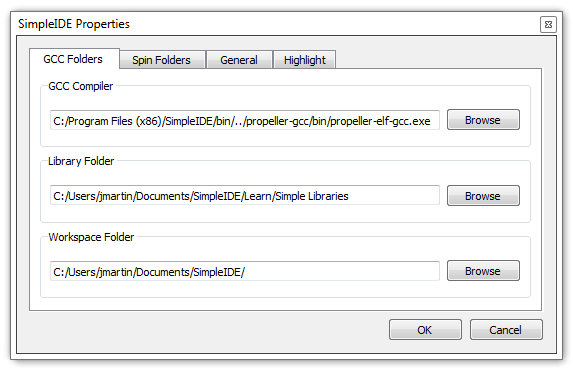 SimpleIDE Properties
GCC Folders Spin Folders General Highlight
GCC Compiler
C:/Program Files (x86)/SimpleIDE/bin/../propeller-gcc/bin/propeller-elf-gcc.exe Browse
Library Folder
C:/Users/jmartin/Documents/SimpleIDE/Learn/Simple Libraries Browse
Workspace Folder
C:/Users/jmartin/Documents/SimpleIDE/ Browse
OK Cancel